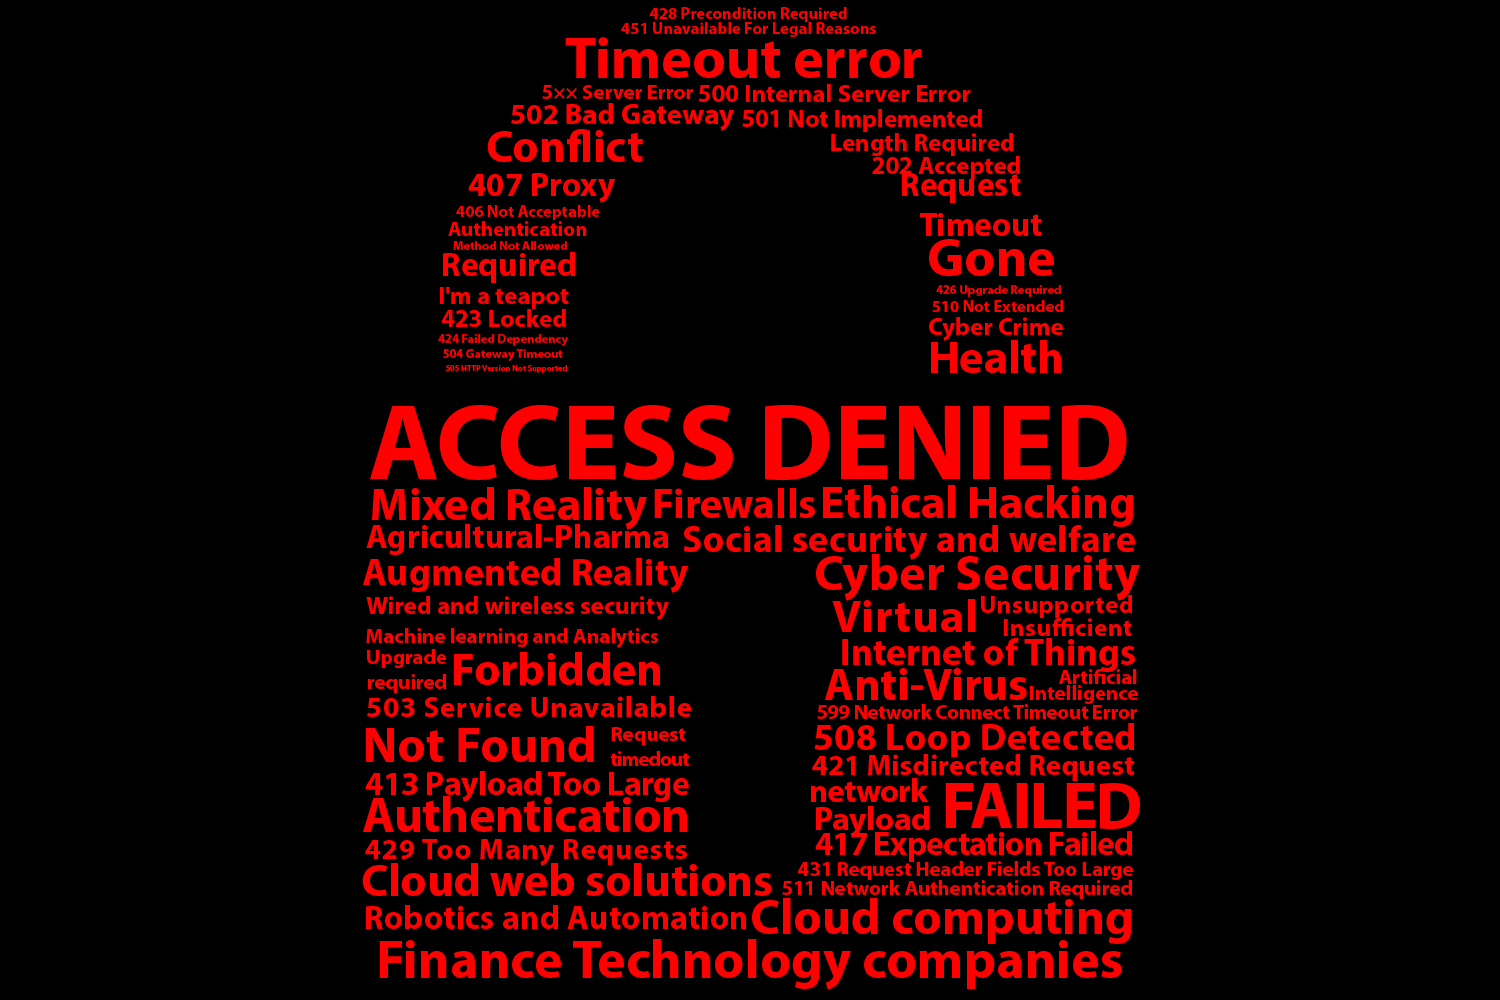 428 Precondition Required
451 Unavailable For Legal Reasons
Timeout error
5×× Server Error 500 Internal Server Error
502 Bad Gateway 501 Not Implemented
Conflict
Length Required
202 Accepted
407 Proxy
Request
406 Not Acceptable
Authentication
Timeout
Method Not Allowed
Required
Gone
I'm a teapot
426 Upgrade Required
510 Not Extended
423 Locked
Cyber Crime
424 Failed Dependency
504 Gateway Timeout
Health
505 HTTP Version Not Supported
ACCESS DENIED
Mixed Reality Firewalls Ethical Hacking
Agricultural-Pharma Social security and welfare
Augmented Reality Cyber Security
Wired and wireless security
Virtual
Unsupported
Insufficient
Machine learning and Analytics
Internet of Things
Upgrade
required
Forbidden
Anti-Virus
Artificial
Intelligence
503 Service Unavailable
599 Network Connect Timeout Error
Not Found
Request
timedout
508 Loop Detected
421 Misdirected Request
413 Payload Too Large
network
Payload
FAILED
Authentication
417 Expectation Failed
429 Too Many Requests
431 Request Header Fields Too Large
Cloud web solutions
511 Network Authentication Required
Robotics and Automation Cloud computing
Finance Technology companies